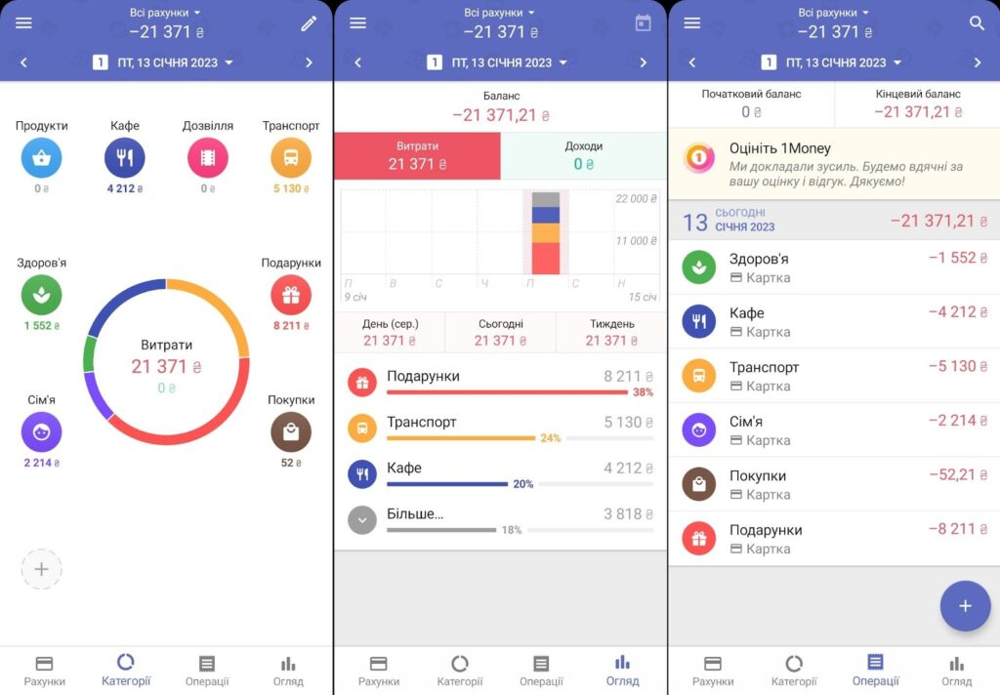 Всі рахунки
−21 371 ₴
1 ПТ, 13 СІЧНЯ 2023
Продукти Кафе Дозвілля Транспорт
0 ₴ 4 212 ₴ 0 ₴ 5 130 ₴
Здоров'я Подарунки
1 552 ₴ 8 211 ₴
Витрати
21 371 ₴
0 ₴
Сім'я Покупки
2 214 ₴ 52 ₴
Рахунки Категорії Операції Огляд
Всі рахунки
−21 371 ₴
1 ПТ, 13 СІЧНЯ 2023
Баланс
−21 371,21 ₴
Витрати Доходи
21 371 ₴ 0 ₴
22 000 ₴
11 000 ₴
П В С Ч П С Н
9 січ 15 січ
День (сер.) Сьогодні Тиждень
21 371 ₴ 21 371 ₴ 21 371 ₴
Подарунки 8 211 ₴
38%
Транспорт 5 130 ₴
24%
Кафе 4 212 ₴
20%
Більше... 3 818 ₴
18%
Рахунки Категорії Операції Огляд
Всі рахунки
−21 371 ₴
1 ПТ, 13 СІЧНЯ 2023
Початковий баланс Кінцевий баланс
0 ₴ −21 371,21 ₴
1 Оцініть 1Money
Ми докладали зусиль. Будемо вдячні за
вашу оцінку і відгук. Дякуємо!
13 СЬОГОДНІ
СІЧНЯ 2023 −21 371,21 ₴
Здоров'я −1 552 ₴
Картка
Кафе −4 212 ₴
Картка
Транспорт −5 130 ₴
Картка
Сім'я −2 214 ₴
Картка
Покупки −52,21 ₴
Картка
Подарунки −8 211 ₴
Картка
Рахунки Категорії Операції Огляд